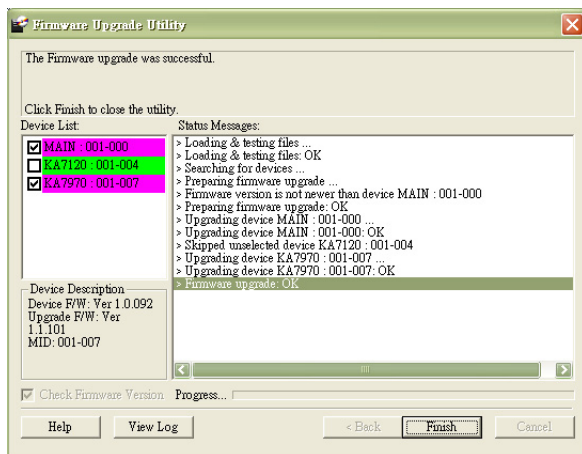 Firmware Upgrade Utility
The Firmware upgrade was successful.
Click Finish to close the utility.
Device List:
MAIN : 001-000
KA7120 : 001-004
KA7970 : 001-007
Status Messages:
> Loading & testing files ...
> Loading & testing files: OK
> Searching for devices ...
> Preparing firmware upgrade ...
> Firmware version is not newer than device MAIN : 001-000
> Preparing firmware upgrade: OK
> Upgrading device MAIN : 001-000 ...
> Upgrading device MAIN : 001-000: OK
> Skipped unselected device KA7120 : 001-004
> Upgrading device KA7970 : 001-007 ...
> Upgrading device KA7970 : 001-007: OK
> Firmware upgrade: OK
Device Description
Device F/W: Ver 1.0.092
Upgrade F/W: Ver
1.1.101
MID: 001-007
Check Firmware Version Progress...
Help View Log < Back Finish Cancel